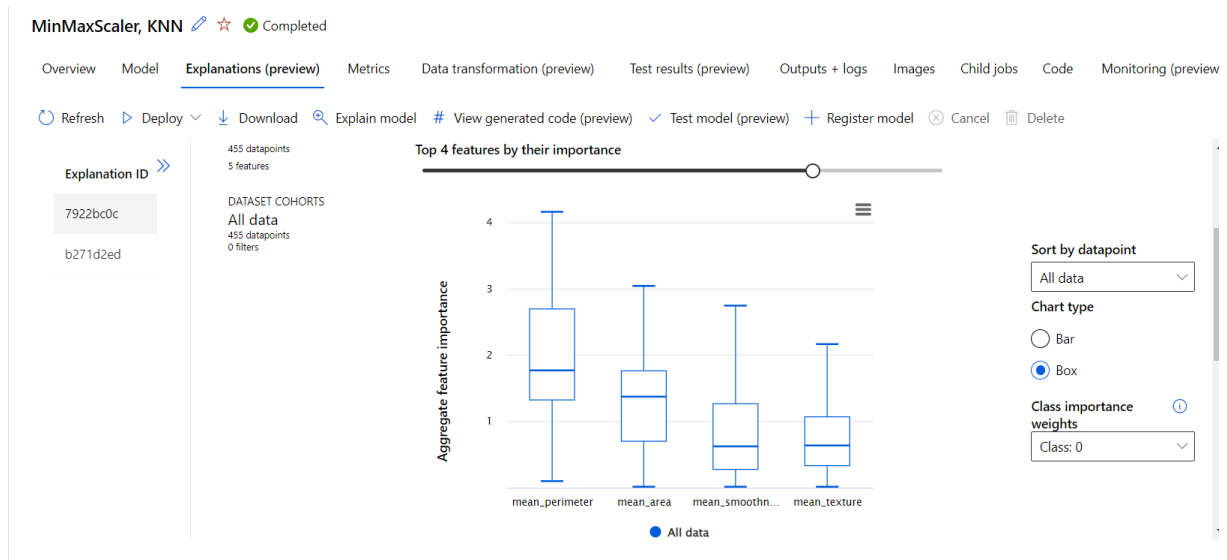 MinMaxScaler, KNN Completed
Overview Model Explanations (preview) Metrics Data transformation (preview) Test results (preview) Outputs + logs Images Child jobs Code Monitoring (preview
Refresh Deploy Download Explain model # View generated code (preview) Test model (preview) Register model Cancel Delete
Explanation ID
7922bc0c
b271d2ed
455 datapoints
5 features
DATASET COHORTS
All data
455 datapoints
0 filters
Top 4 features by their importance
Aggregate feature importance
4
3
2
1
mean_perimeter mean_area mean_smoothn... mean_texture
All data
Sort by datapoint
All data
Chart type
Bar
Box
Class importance
weights
Class: 0